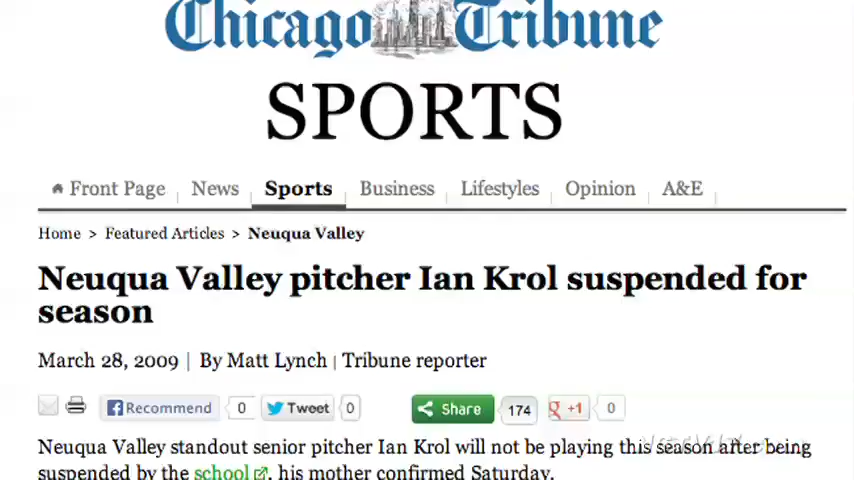 Chicago Tribune
SPORTS
Front Page News Sports Business Lifestyles Opinion A&E
Home > Featured Articles > Neuqua Valley
Neuqua Valley pitcher Ian Krol suspended for
season
March 28, 2009 | By Matt Lynch | Tribune reporter
Recommend 0 Tweet 0 Share 174 +1 0
Neuqua Valley standout senior pitcher Ian Krol will not be playing this season after being
suspended by the school, his mother confirmed Saturday.